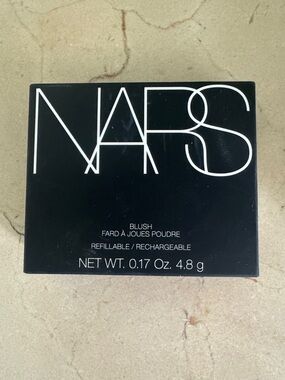 NARS
BLUSH
FARD À JOUES POUDRE
REFILLABLE / RECHARGEABLE
NET WT. 0.17 Oz. 4.8 g